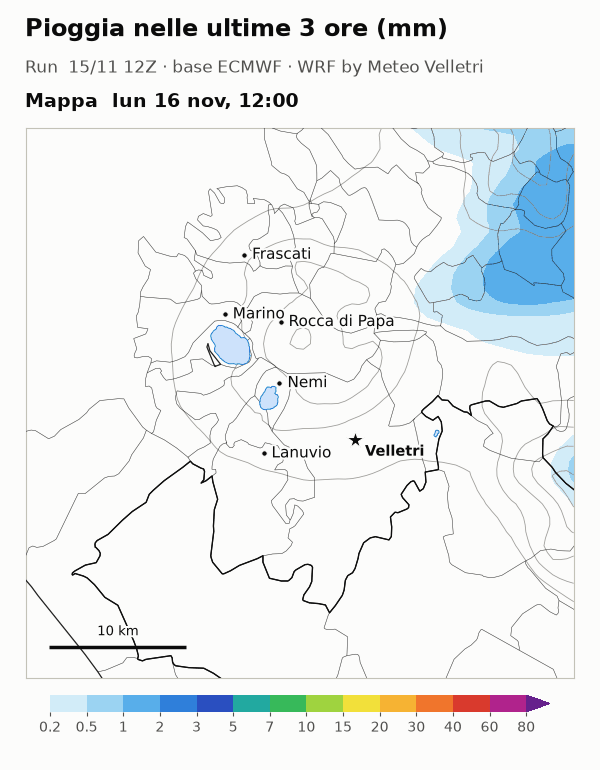 Pioggia nelle ultime 3 ore (mm)
Run  15/11 12Z · base ECMWF · WRF by Meteo Velletri
Mappa  lun 16 nov, 12:00
Frascati
Marino
Rocca di Papa
Nemi
Velletri
Lanuvio
10 km
0.2 0.5 1 2 3 5 7 10 15 20 30 40 60 80